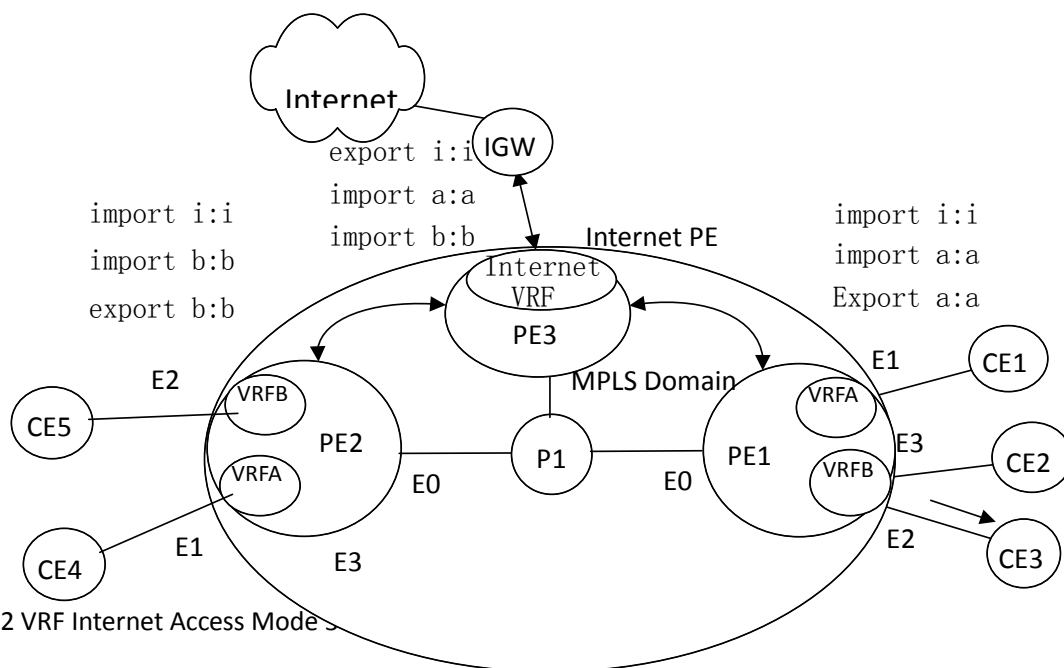 Internet
IGW
export i:i
import a:a
import b:b
import i:i
import b:b
export b:b
import i:i
import a:a
Export a:a
Internet PE
Internet
VRF
PE3
MPLS Domain
E2
VRFB
CE5
PE2
VRFA
E0
E1
E3
CE4
P1
E0
PE1
VRFA
VRFB
E1
CE1
E3
CE2
E2
CE3
2 VRF Internet Access Mode